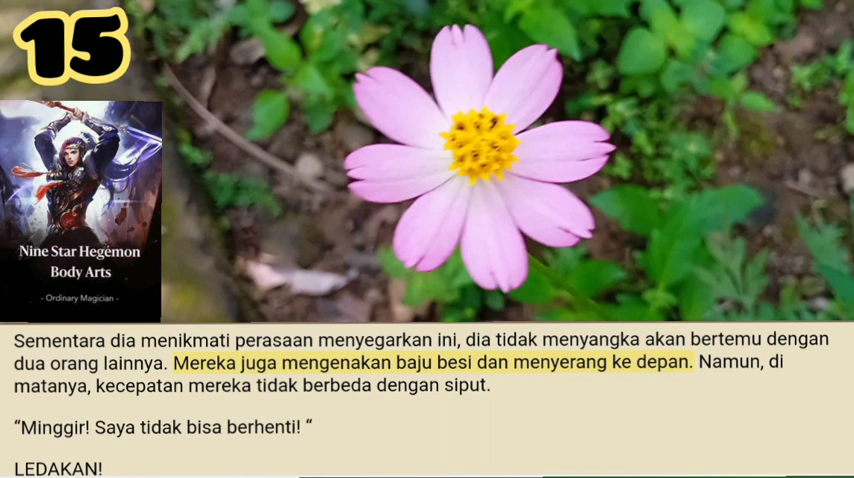 15
Nine Star Hegemon
Body Arts
- Ordinary Magician -
Sementara dia menikmati perasaan menyegarkan ini, dia tidak menyangka akan bertemu dengan
dua orang lainnya. Mereka juga mengenakan baju besi dan menyerang ke depan. Namun, di
matanya, kecepatan mereka tidak berbeda dengan siput.
“Minggir! Saya tidak bisa berhenti! “
LEDAKAN!